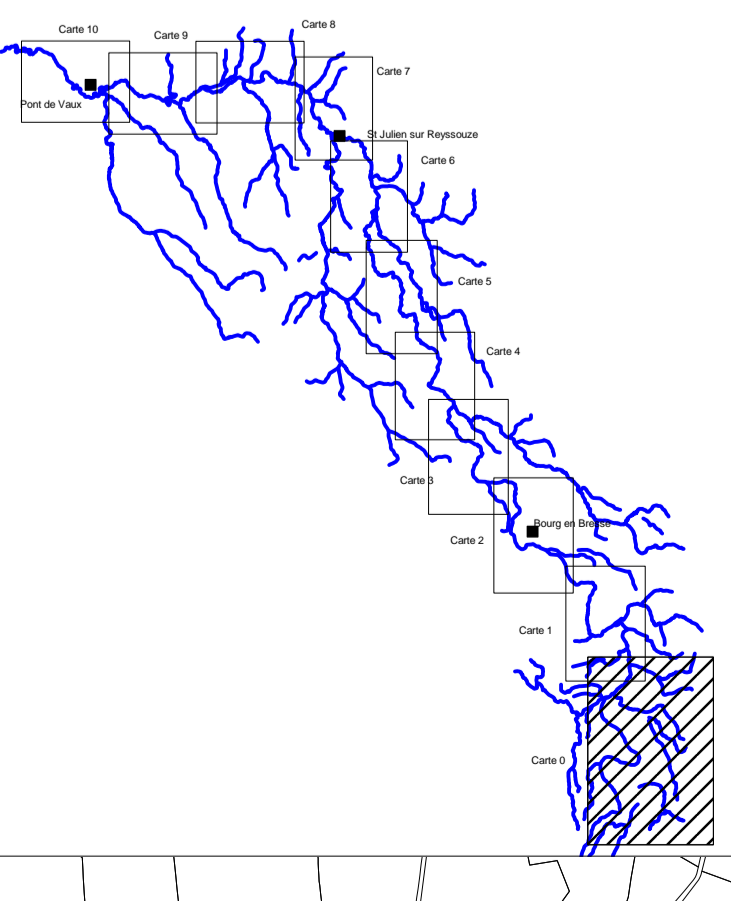 Carte 8
Carte 10
Carte 9
Carte 7
Pont de Vaux
St Julien sur Reyssouze
Carte 6
Carte 5
Carte 4
Carte 3
Bourg en Bresse
Carte 2
Carte 1
Carte 0